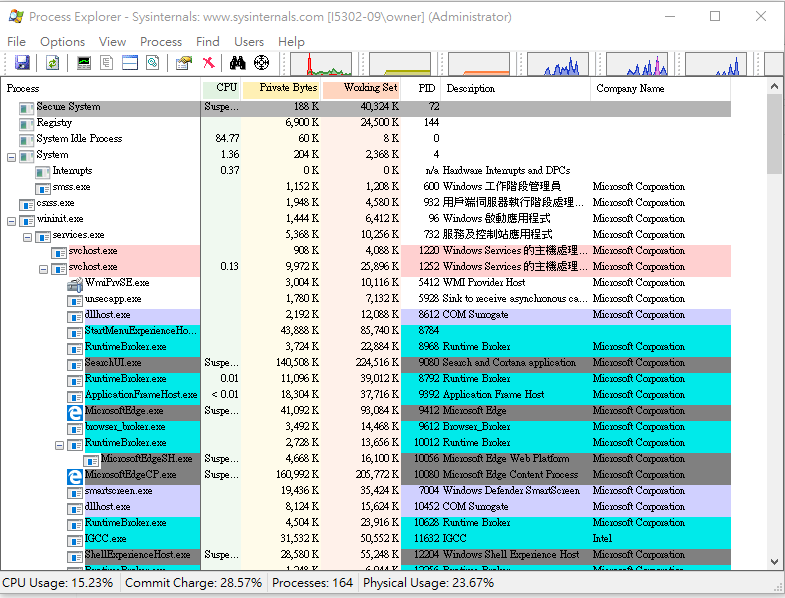 Process Explorer - Sysinternals: www.sysinternals.com [I5302-09\owner] (Administrator)
File Options View Process Find Users Help
Process CPU Private Bytes Working Set PID Description Company Name
Secure System Suspe... 188 K 40,324 K 72
Registry 6,900 K 24,500 K 144
System Idle Process 84.77 60 K 8 K 0
System 1.36 204 K 2,368 K 4
Interrupts 0.37 0 K 0 K n/a Hardware Interrupts and DPCs
smss.exe 1,152 K 1,208 K 600 Windows 工作階段管理員 Microsoft Corporation
csrss.exe 1,948 K 4,580 K 932 用戶端伺服器執行階段處理... Microsoft Corporation
wininit.exe 1,444 K 6,412 K 96 Windows 啟動應用程式 Microsoft Corporation
services.exe 5,368 K 10,256 K 732 服務及控制站應用程式 Microsoft Corporation
svchost.exe 908 K 4,088 K 1220 Windows Services 的主機處理... Microsoft Corporation
svchost.exe 0.13 9,972 K 25,896 K 1252 Windows Services 的主機處理... Microsoft Corporation
WmiPrvSE.exe 3,004 K 10,116 K 5412 WMI Provider Host Microsoft Corporation
unsecapp.exe 1,780 K 7,132 K 5928 Sink to receive asynchronous ca... Microsoft Corporation
dllhost.exe 2,192 K 12,088 K 8612 COM Surrogate Microsoft Corporation
StartMenuExperienceHo... 43,888 K 85,740 K 8784
RuntimeBroker.exe 3,724 K 22,884 K 8968 Runtime Broker Microsoft Corporation
SearchUI.exe Suspe... 140,508 K 224,516 K 9080 Search and Cortana application Microsoft Corporation
RuntimeBroker.exe 0.01 11,096 K 39,012 K 8792 Runtime Broker Microsoft Corporation
ApplicationFrameHost.exe < 0.01 18,304 K 37,716 K 9392 Application Frame Host Microsoft Corporation
MicrosoftEdge.exe Suspe... 41,092 K 93,084 K 9412 Microsoft Edge Microsoft Corporation
browser_broker.exe 3,492 K 14,468 K 9612 Browser_Broker Microsoft Corporation
RuntimeBroker.exe 2,728 K 13,656 K 10012 Runtime Broker Microsoft Corporation
MicrosoftEdgeSH.exe Suspe... 4,668 K 16,100 K 10056 Microsoft Edge Web Platform Microsoft Corporation
MicrosoftEdgeCP.exe Suspe... 160,992 K 205,772 K 10080 Microsoft Edge Content Process Microsoft Corporation
smartscreen.exe 19,436 K 35,424 K 7004 Windows Defender SmartScreen Microsoft Corporation
dllhost.exe 8,124 K 15,624 K 10452 COM Surrogate Microsoft Corporation
RuntimeBroker.exe 4,504 K 23,916 K 10628 Runtime Broker Microsoft Corporation
IGCC.exe 31,532 K 50,552 K 11632 IGCC Intel
ShellExperienceHost.exe Suspe... 28,580 K 55,248 K 12204 Windows Shell Experience Host Microsoft Corporation
CPU Usage: 15.23% Commit Charge: 28.57% Processes: 164 Physical Usage: 23.67%